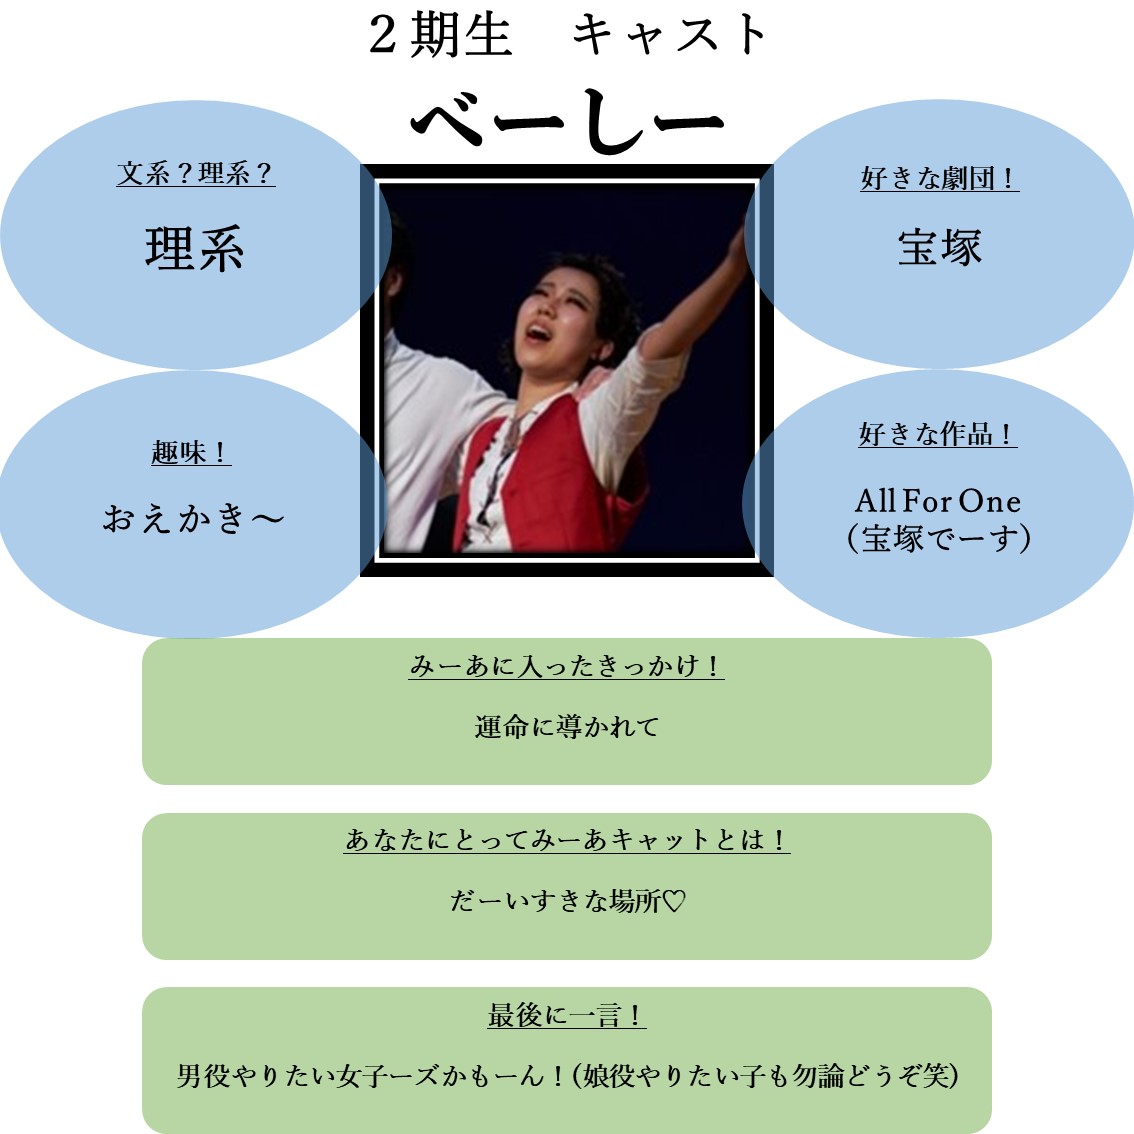 ２期生　キャスト
べーしー
文系？理系？
理系
好きな劇団！
宝塚
趣味！
おえかき～
好きな作品！
All For One
（宝塚でーす）
みーあに入ったきっかけ！
運命に導かれて
あなたにとってみーあキャットとは！
だーいすきな場所♡
最後に一言！
男役やりたい女子ーズかもーん！（娘役やりたい子も勿論どうぞ笑）